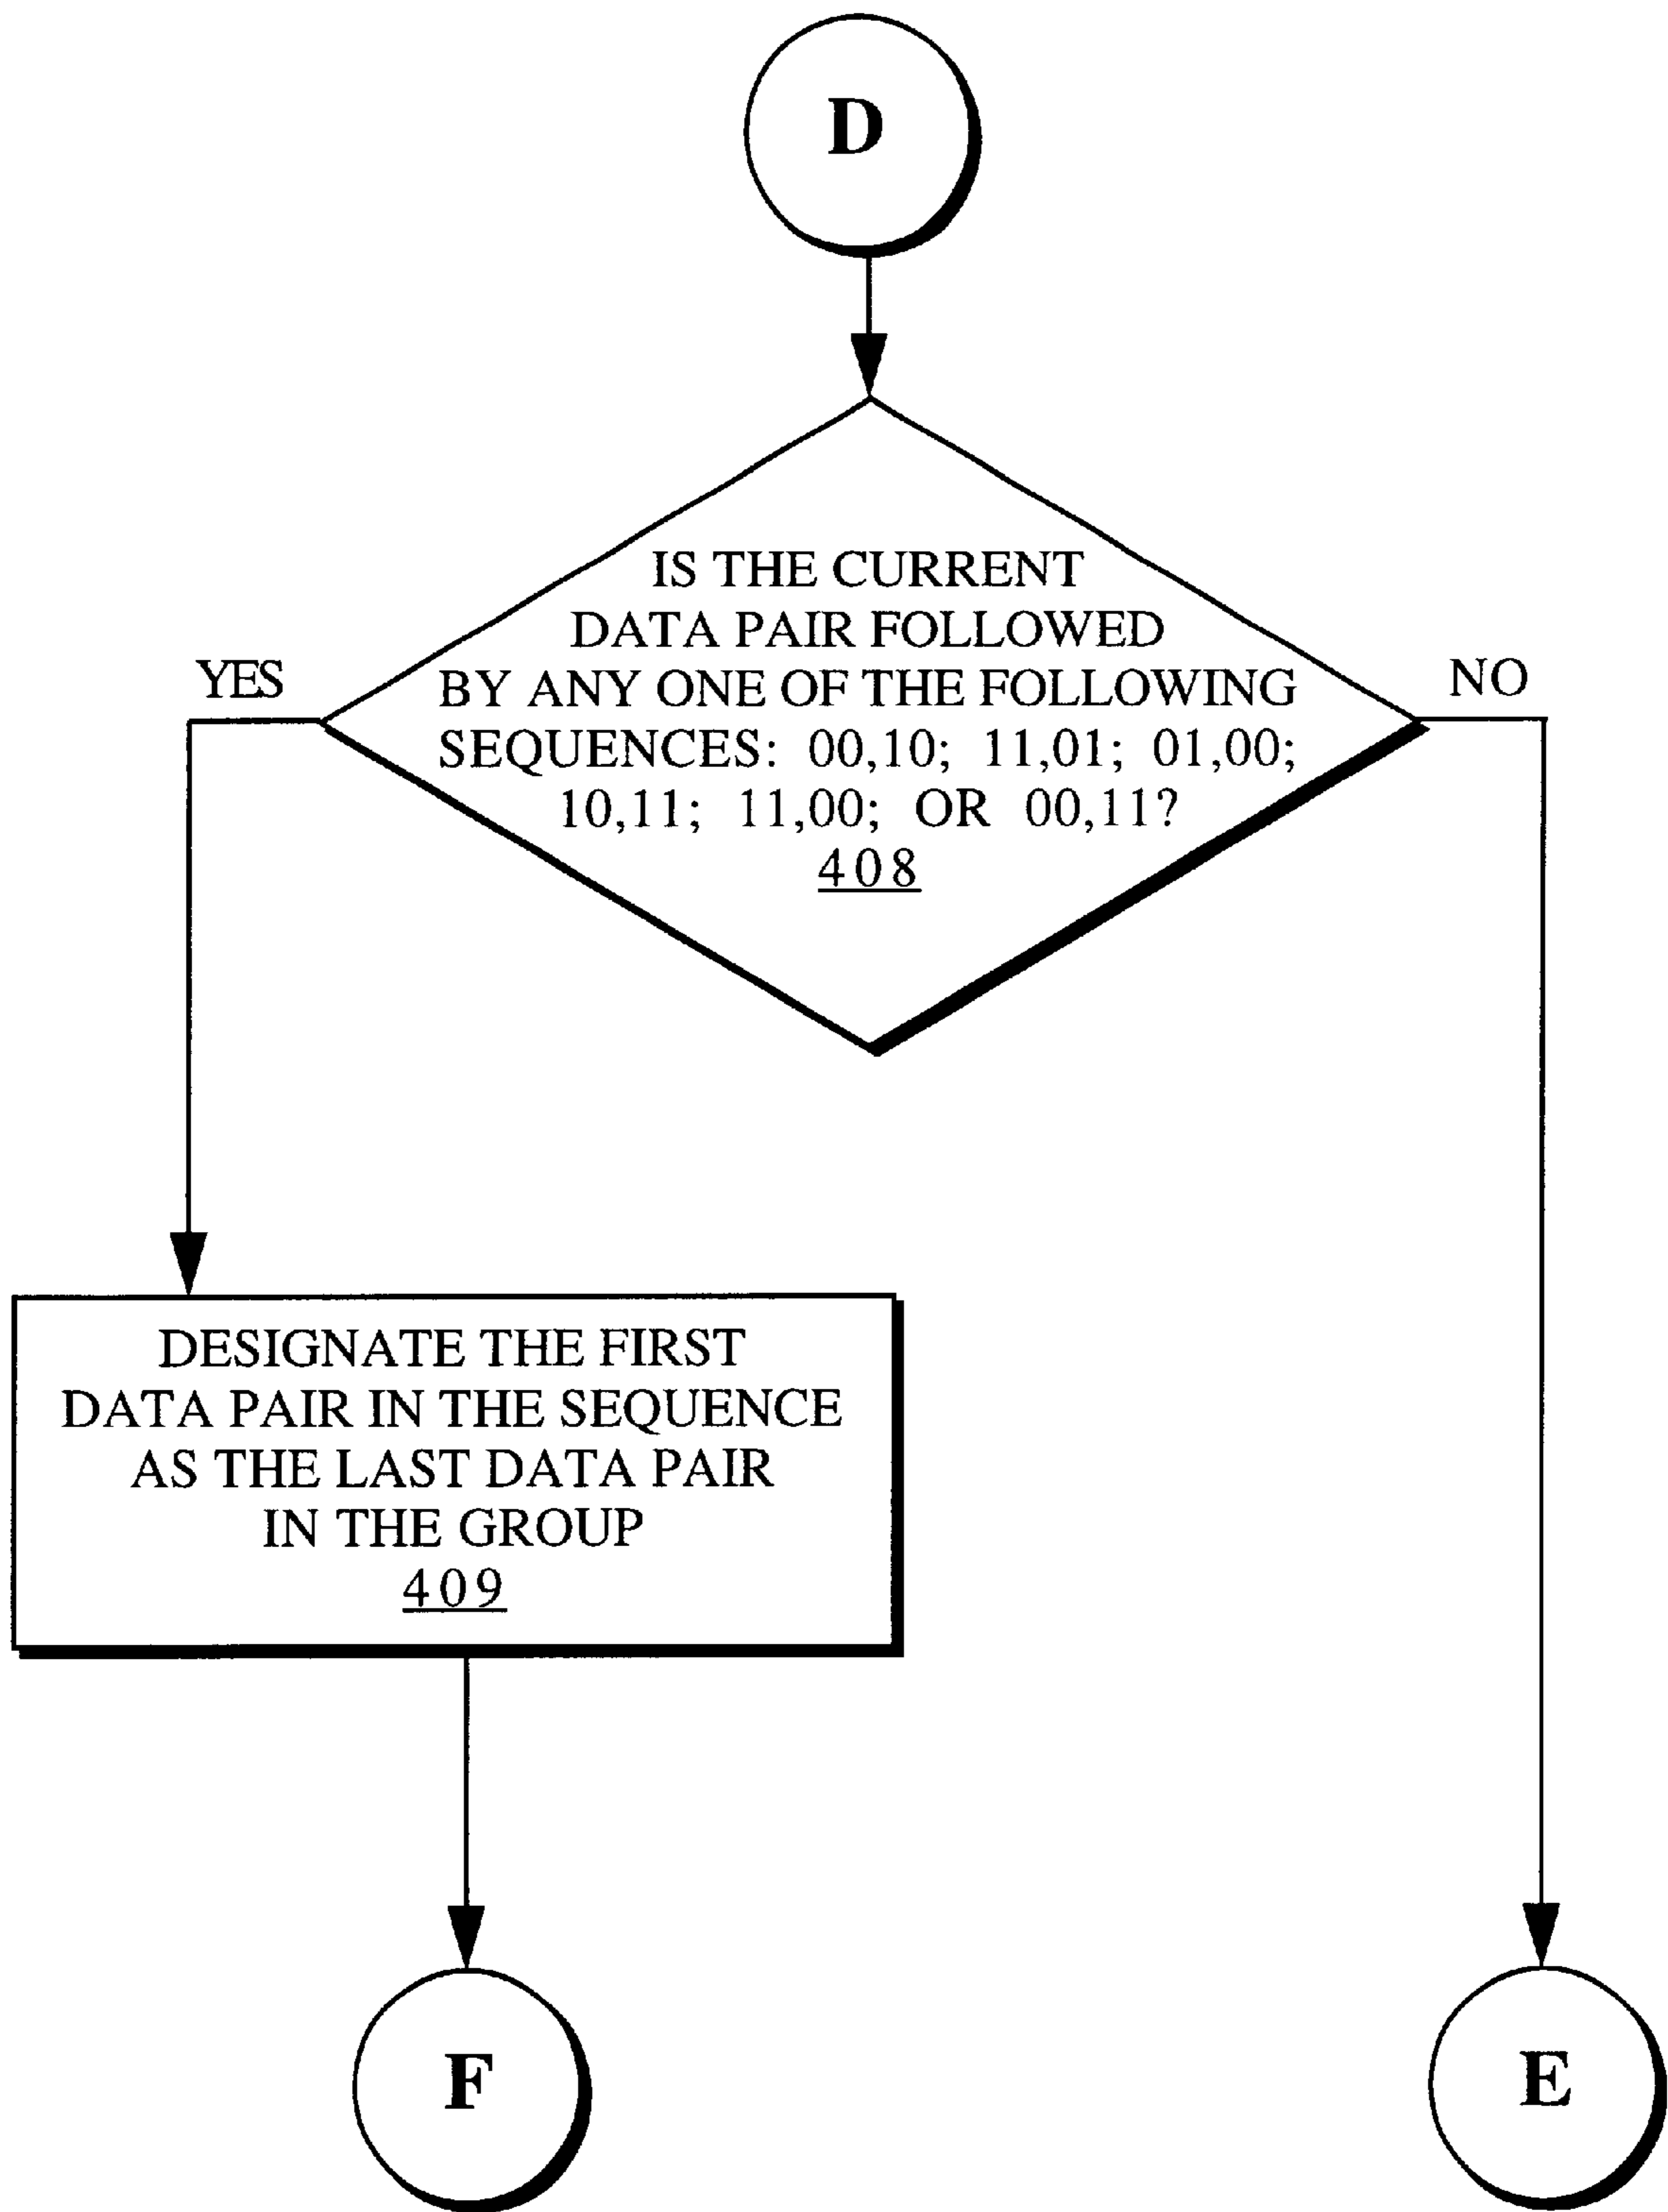 D
IS THE CURRENT
DATA PAIR FOLLOWED
BY ANY ONE OF THE FOLLOWING
SEQUENCES: 00,10; 11,01; 01,00;
10,11; 11,00; OR 00,11?
408
YES
NO
DESIGNATE THE FIRST
DATA PAIR IN THE SEQUENCE
AS THE LAST DATA PAIR
IN THE GROUP
409
F
E